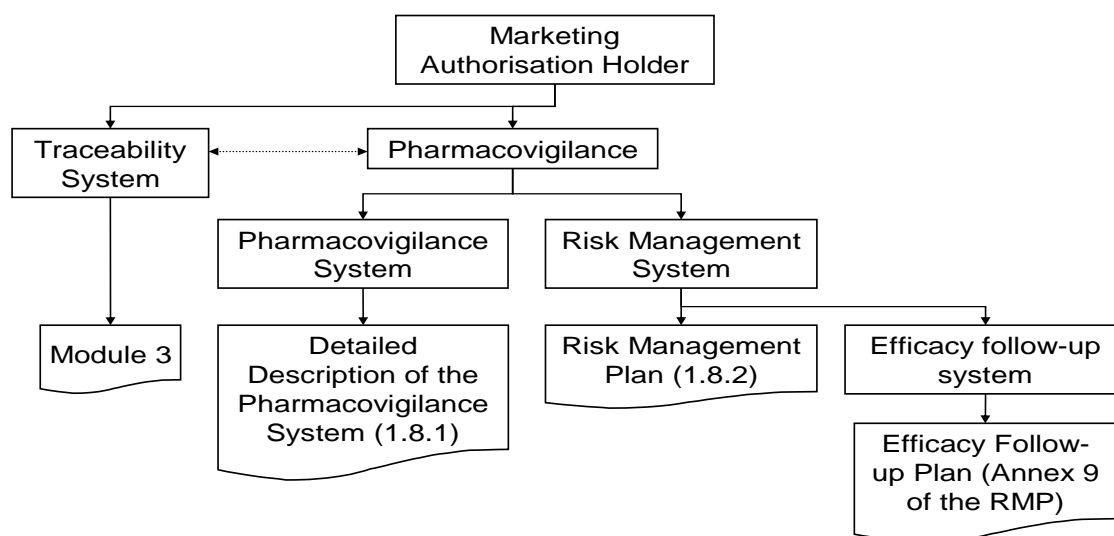 Marketing
Authorisation Holder
Traceability
System
Pharmacovigilance
Pharmacovigilance
System
Risk Management
System
Module 3
Detailed
Description of the
Pharmacovigilance
System (1.8.1)
Risk Management
Plan (1.8.2)
Efficacy follow-up
system
Efficacy Follow-
up Plan (Annex 9
of the RMP)